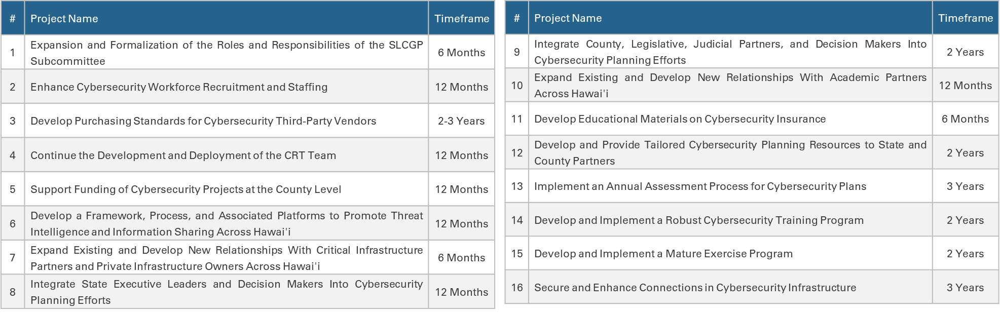 # Project Name Timeframe
1 Expansion and Formalization of the Roles and Responsibilities of the SLCGP
Subcommittee 6 Months
2 Enhance Cybersecurity Workforce Recruitment and Staffing 12 Months
3 Develop Purchasing Standards for Cybersecurity Third-Party Vendors 2-3 Years
4 Continue the Development and Deployment of the CRT Team 12 Months
5 Support Funding of Cybersecurity Projects at the County Level 12 Months
6 Develop a Framework, Process, and Associated Platforms to Promote Threat
Intelligence and Information Sharing Across Hawai'i 12 Months
7 Expand Existing and Develop New Relationships With Critical Infrastructure
Partners and Private Infrastructure Owners Across Hawai'i 6 Months
8 Integrate State Executive Leaders and Decision Makers Into Cybersecurity
Planning Efforts 12 Months
# Project Name Timeframe
9 Integrate County, Legislative, Judicial Partners, and Decision Makers Into
Cybersecurity Planning Efforts 2 Years
10 Expand Existing and Develop New Relationships With Academic Partners
Across Hawai'i 12 Months
11 Develop Educational Materials on Cybersecurity Insurance 6 Months
12 Develop and Provide Tailored Cybersecurity Planning Resources to State and
County Partners 2 Years
13 Implement an Annual Assessment Process for Cybersecurity Plans 3 Years
14 Develop and Implement a Robust Cybersecurity Training Program 2 Years
15 Develop and Implement a Mature Exercise Program 2 Years
16 Secure and Enhance Connections in Cybersecurity Infrastructure 3 Years